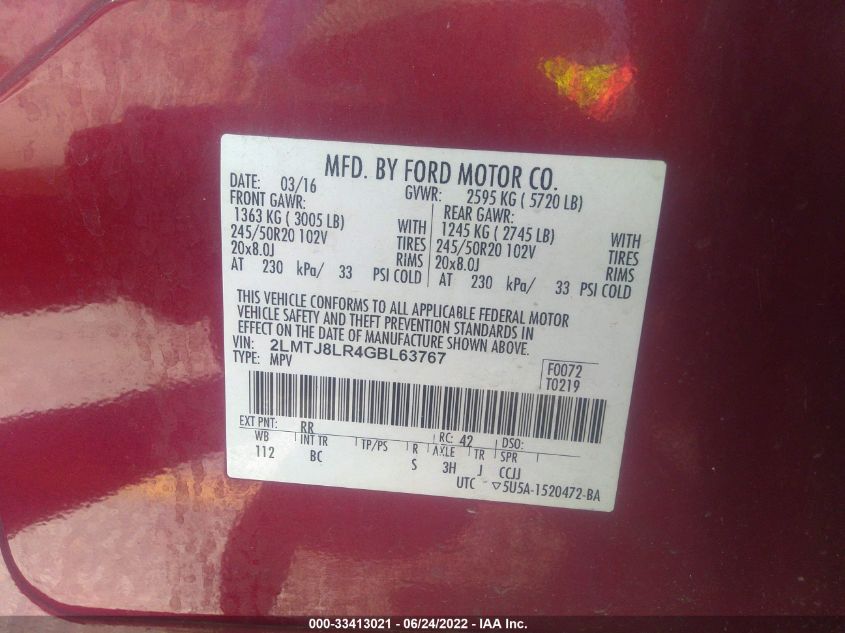 MFD. BY FORD MOTOR CO.
DATE: 03/16 GVWR: 2595 KG ( 5720 LB)
FRONT GAWR: REAR GAWR:
1363 KG ( 3005 LB) WITH 1245 KG ( 2745 LB) WITH
245/50R20 102V TIRES 245/50R20 102V TIRES
20x8.0J RIMS 20x8.0J RIMS
AT 230 kPa/ 33 PSI COLD AT 230 kPa/ 33 PSI COLD
THIS VEHICLE CONFORMS TO ALL APPLICABLE FEDERAL MOTOR
VEHICLE SAFETY AND THEFT PREVENTION STANDARDS IN
EFFECT ON THE DATE OF MANUFACTURE SHOWN ABOVE.
VIN: 2LMTJ8LR4GBL63767
TYPE: MPV
F0072
T0219
EXT PNT: RR RC: 42 DSO:
WB INT TR TP/PS R AXLE TR SPR
112 BC S 3H J CCJJ
UTC ▽5U5A-1520472-BA
000-33413021 - 06/24/2022 - IAA Inc.